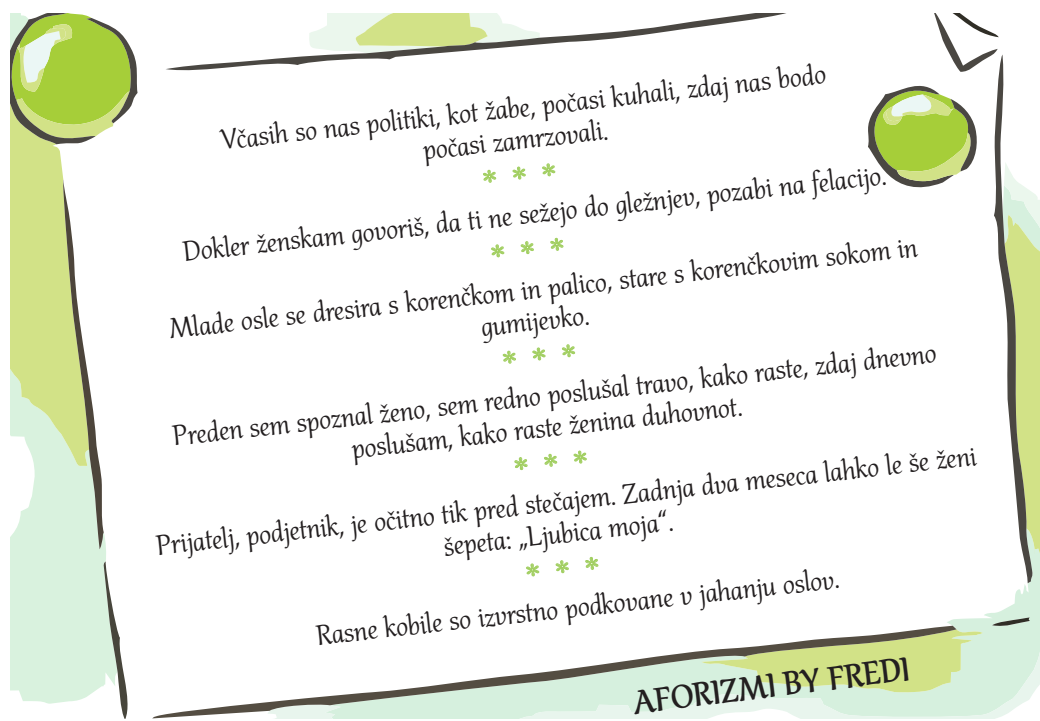 Včasih so nas politiki, kot žabe, počasi kuhali, zdaj nas bodo
počasi zamrzovali.
* * *
Dokler ženskam govoriš, da ti ne sežejo do gležnjev, pozabi na felacijo.
* * *
Mlade osle se dresira s korenčkom in palico, stare s korenčkovim sokom in
gumijevko.
* * *
Preden sem spoznal ženo, sem redno poslušal travo, kako raste, zdaj dnevno
poslušam, kako raste ženina duhovnot.
* * *
Prijatelj, podjetnik, je očitno tik pred stečajem. Zadnja dva meseca lahko le še ženi
šepeta: „Ljubica moja“.
* * *
Rasne kobile so izvrstno podkovane v jahanju oslov.
AFORIZMI BY FREDI